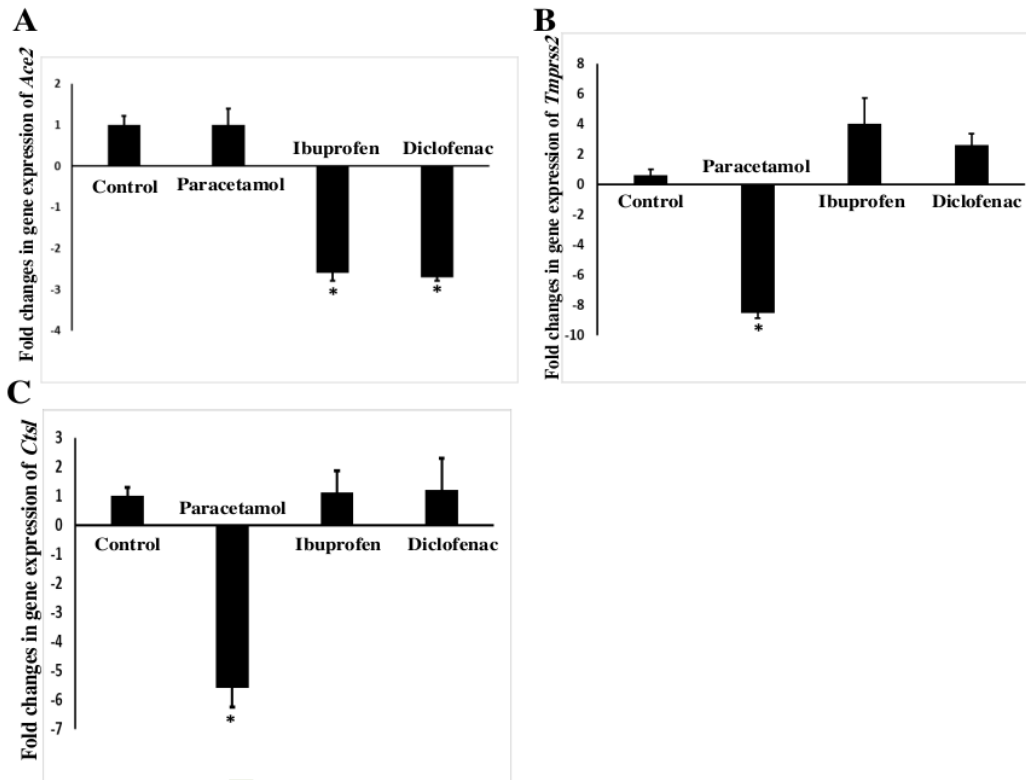 A
Fold changes in gene expression of Ace2
2
1
0
-1
-2
-3
-4
Control
Paracetamol
Ibuprofen
Diclofenac
*
*
B
Fold changes in gene expression of Tmprss2
8
6
4
2
0
-2
-4
-6
-8
-10
Control
Paracetamol
Ibuprofen
Diclofenac
*
C
Fold changes in gene expression of Ctsl
3
2
1
0
-1
-2
-3
-4
-5
-6
-7
Control
Paracetamol
Ibuprofen
Diclofenac
*